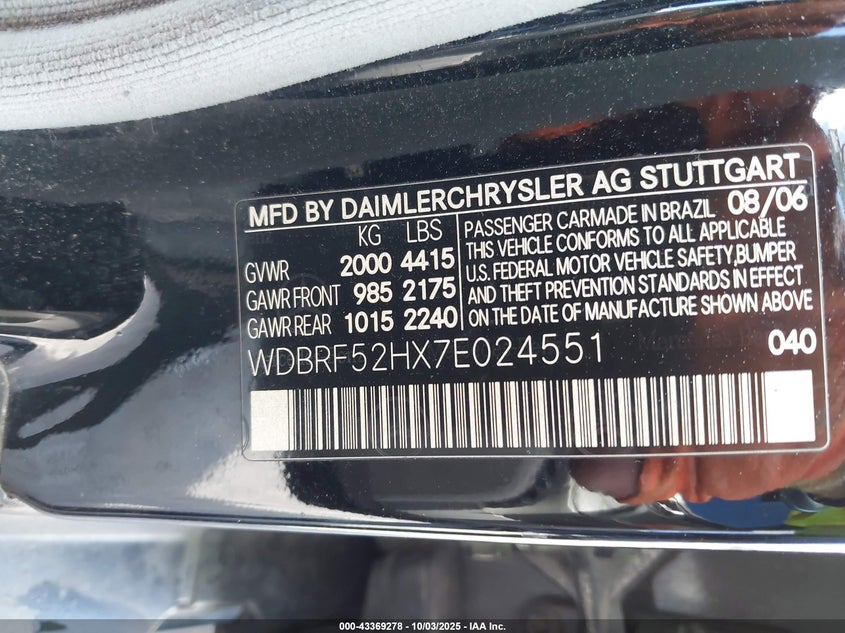 MFD BY DAIMLERCHRYSLER AG STUTTGART
KG LBS
GVWR 2000 4415
GAWR FRONT 985 2175
GAWR REAR 1015 2240
PASSENGER CAR MADE IN BRAZIL 08/06
THIS VEHICLE CONFORMS TO ALL APPLICABLE
U.S. FEDERAL MOTOR VEHICLE SAFETY, BUMPER
AND THEFT PREVENTION STANDARDS IN EFFECT
ON THE DATE OF MANUFACTURE SHOWN ABOVE
WDBRF52HX7E024551 040
000-43369278 - 10/03/2025 - IAA Inc.